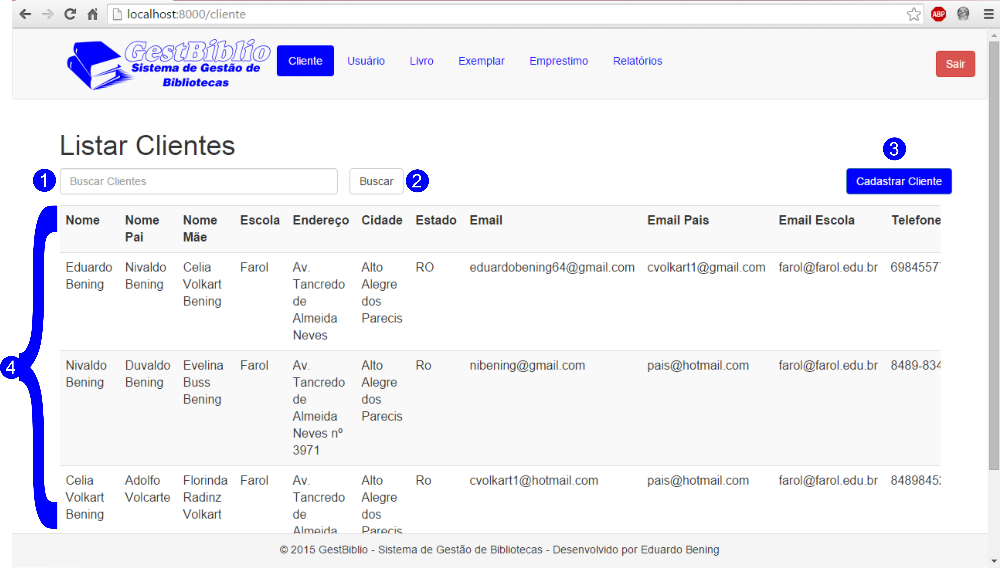 localhost:8000/cliente
ABP
GestBiblio
Sistema de Gestão de
Bibliotecas
Cliente Usuário Livro Exemplar Emprestimo Relatórios Sair
Listar Clientes
3
1 Buscar Clientes Buscar 2 Cadastrar Cliente
Nome Nome Nome Escola Endereço Cidade Estado Email Email Pais Email Escola Telefone
Pai Mãe
Eduardo Nivaldo Celia Farol Av. Alto RO eduardobening64@gmail.com cvolkart1@gmail.com farol@farol.edu.br 6984557
Bening Bening Volkart Tancredo Alegre
Bening de dos
Almeida Parecis
Neves
4
Nivaldo Duvaldo Evelina Farol Av. Alto Ro nibening@gmail.com pais@hotmail.com farol@farol.edu.br 8489-834
Bening Bening Buss Tancredo Alegre
Bening de dos
Almeida Parecis
Neves nº
3971
Celia Adolfo Florinda Farol Av. Alto Ro cvolkart1@hotmail.com pais@hotmail.com farol@farol.edu.br 8489845
Volkart Volcarte Radinz Tancredo Alegre
Bening Volkart de dos
Almeida Parecis
© 2015 GestBiblio - Sistema de Gestão de Bibliotecas - Desenvolvido por Eduardo Bening